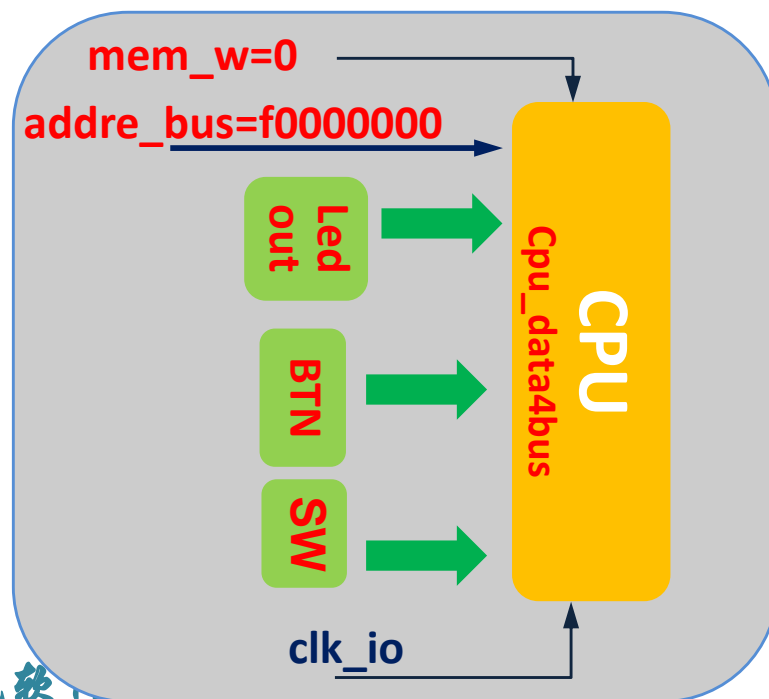 mem_w=0
addre_bus=f0000000
Led
out
BTN
SW
Cpu_data4bus
CPU
clk_io